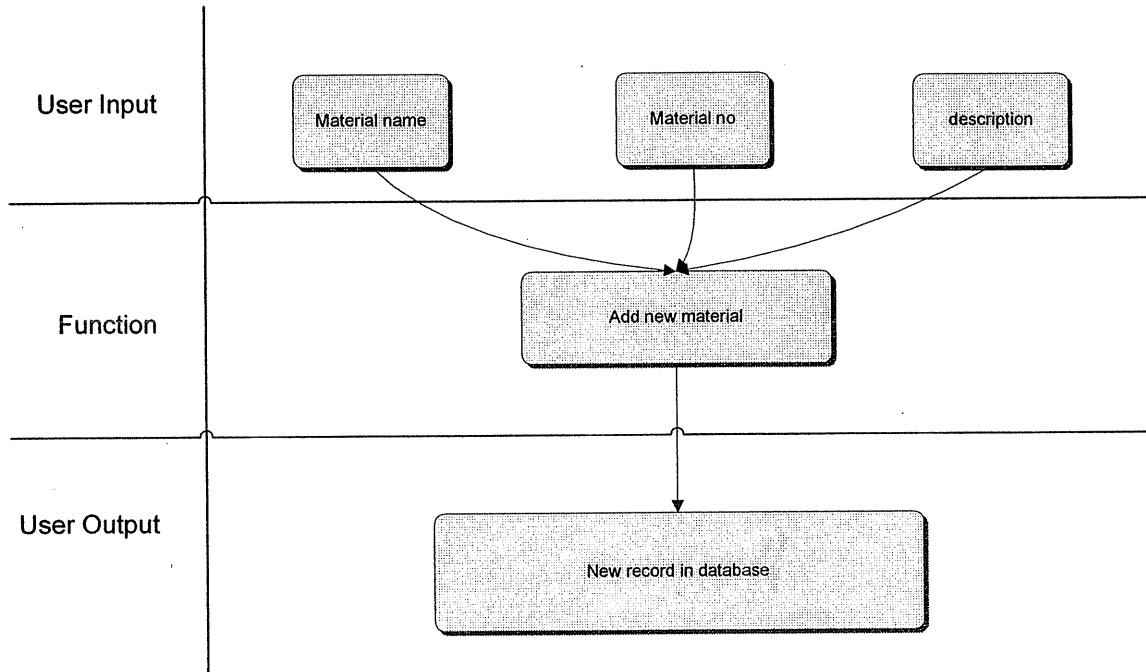 User Input
Material name
Material no
description
Function
Add new material
User Output
New record in database